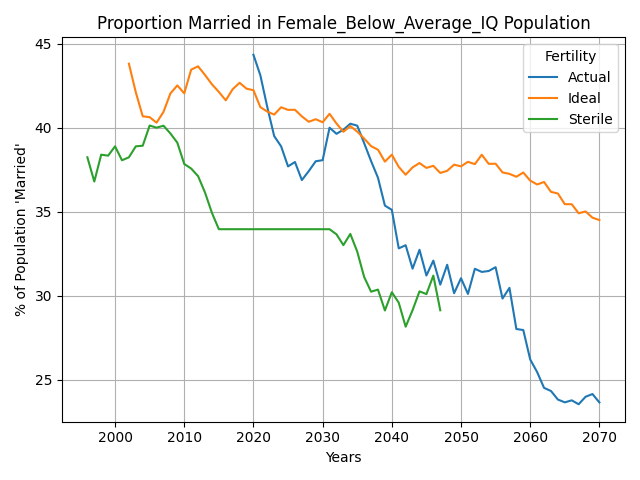 Proportion Married in Female_Below_Average_IQ Population
% of Population 'Married'
45
40
35
30
25
Fertility
Actual
Ideal
Sterile
2000 2010 2020 2030 2040 2050 2060 2070
Years